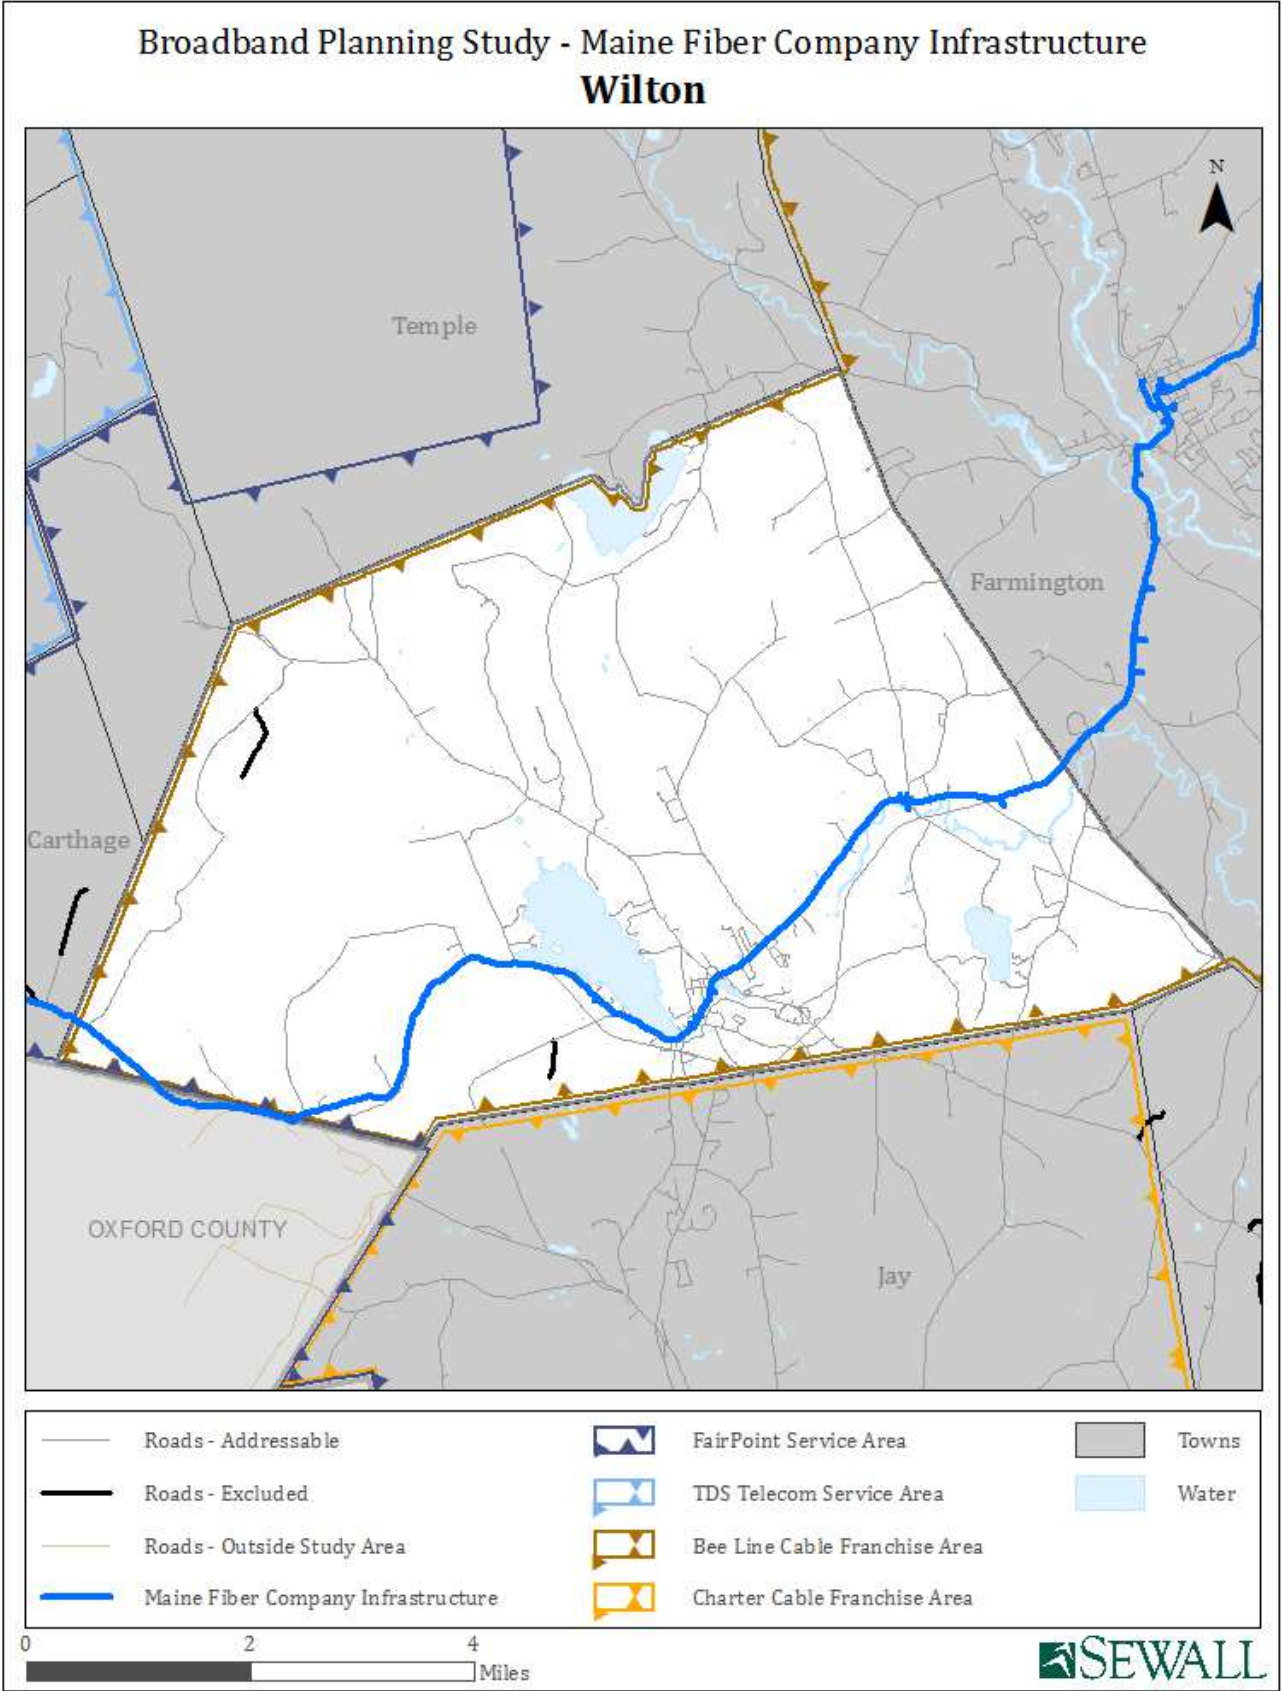 Broadband Planning Study - Maine Fiber Company Infrastructure
Wilton
N
Temple
Farmington
Carthage
OXFORD COUNTY
Jay
Roads - Addressable
Roads - Excluded
Roads - Outside Study Area
Maine Fiber Company Infrastructure
FairPoint Service Area
TDS Telecom Service Area
Bee Line Cable Franchise Area
Charter Cable Franchise Area
Towns
Water
0 2 4
Miles
SEWALL